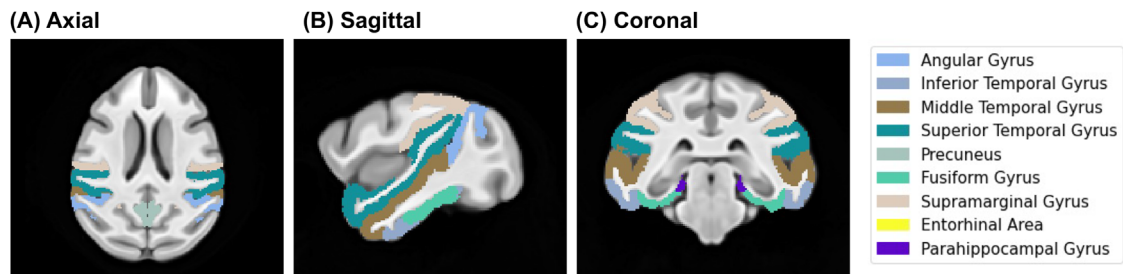 (A) Axial
(B) Sagittal
(C) Coronal
Angular Gyrus
Inferior Temporal Gyrus
Middle Temporal Gyrus
Superior Temporal Gyrus
Precuneus
Fusiform Gyrus
Supramarginal Gyrus
Entorhinal Area
Parahippocampal Gyrus